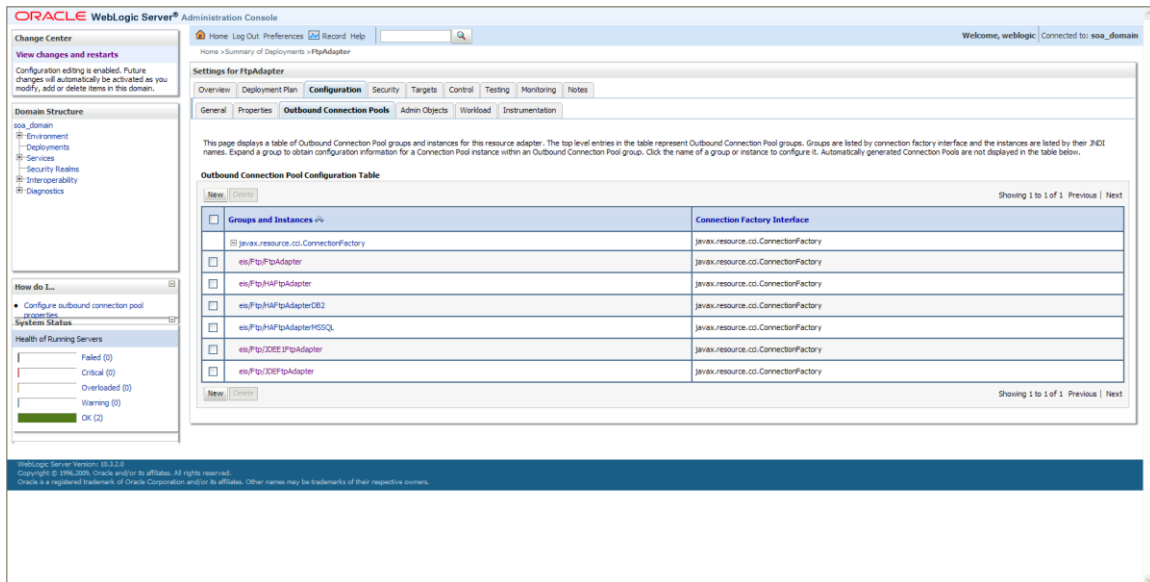 ORACLE WebLogic Server® Administration Console
Change Center
View changes and restarts
Configuration editing is enabled. Future
changes will automatically be activated as you
modify, add or delete items in this domain.
Domain Structure
soa_domain
Environment
Deployments
Services
Security Realms
Interoperability
Diagnostics
How do I...
Configure outbound connection pool
properties
System Status
Health of Running Servers
Failed (0)
Critical (0)
Overloaded (0)
Warning (0)
OK (2)
Home Log Out Preferences Record Help
Welcome, weblogic Connected to: soa_domain
Home >Summary of Deployments >FtpAdapter
Settings for FtpAdapter
Overview Deployment Plan Configuration Security Targets Control Testing Monitoring Notes
General Properties Outbound Connection Pools Admin Objects Workload Instrumentation
This page displays a table of Outbound Connection Pool groups and instances for this resource adapter. The top level entries in the table represent Outbound Connection Pool groups. Groups are listed by connection factory interface and the instances are listed by their JNDI
names. Expand a group to obtain configuration information for a Connection Pool instance within an Outbound Connection Pool group. Click the name of a group or instance to configure it. Automatically generated Connection Pools are not displayed in the table below.
Outbound Connection Pool Configuration Table
New Delete Showing 1 to 1 of 1 Previous | Next
Groups and Instances Connection Factory Interface
javax.resource.cci.ConnectionFactory javax.resource.cci.ConnectionFactory
eis/Ftp/FtpAdapter javax.resource.cci.ConnectionFactory
eis/Ftp/HAFtpAdapter javax.resource.cci.ConnectionFactory
eis/Ftp/HAFtpAdapterDB2 javax.resource.cci.ConnectionFactory
eis/Ftp/HAFtpAdapterMSSQL javax.resource.cci.ConnectionFactory
eis/Ftp/JDEE1FtpAdapter javax.resource.cci.ConnectionFactory
eis/Ftp/JDEFtpAdapter javax.resource.cci.ConnectionFactory
New Delete Showing 1 to 1 of 1 Previous | Next
WebLogic Server Version: 10.3.2.0
Copyright © 1996,2009, Oracle and/or its affiliates. All rights reserved.
Oracle is a registered trademark of Oracle Corporation and/or its affiliates. Other names may be trademarks of their respective owners.